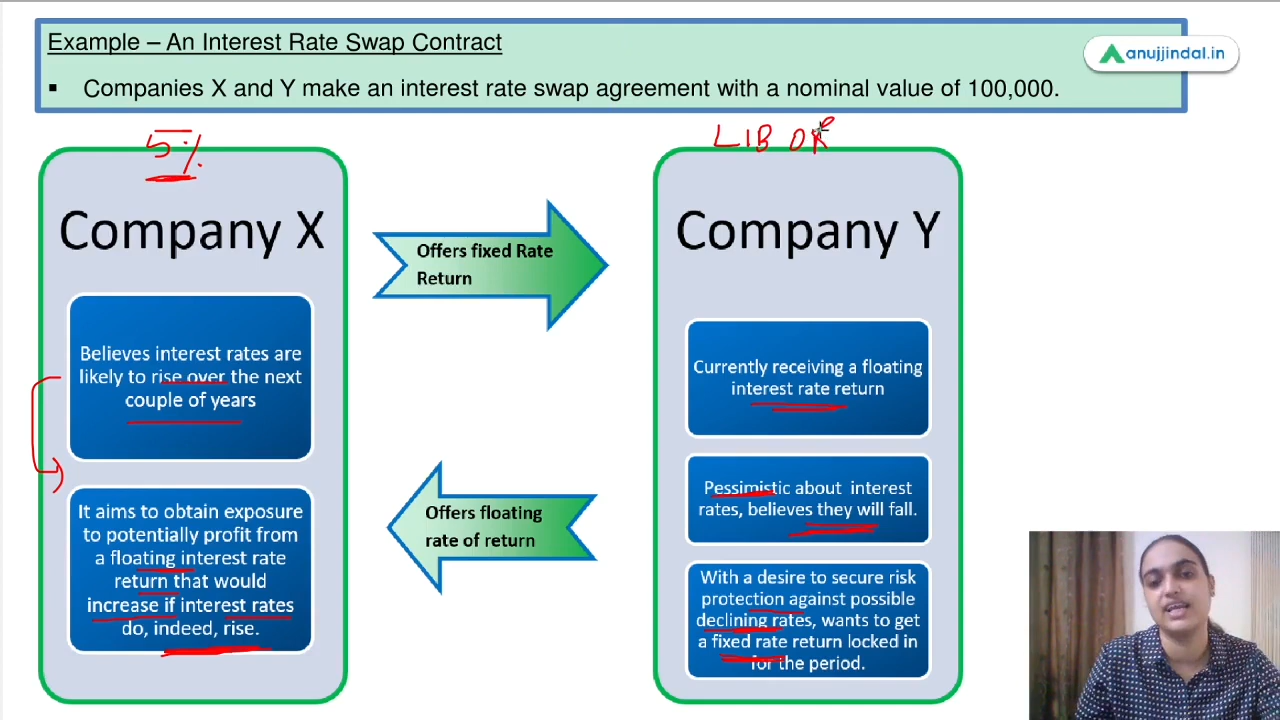 Example – An Interest Rate Swap Contract
anujjindal.in
▪ Companies X and Y make an interest rate swap agreement with a nominal value of 100,000.
5%
LIBOR
Company X
Believes interest rates are
likely to rise over the next
couple of years
It aims to obtain exposure
to potentially profit from
a floating interest rate
return that would
increase if interest rates
do, indeed, rise.
Offers fixed Rate
Return
Offers floating
rate of return
Company Y
Currently receiving a floating
interest rate return
Pessimistic about interest
rates, believes they will fall.
With a desire to secure risk
protection against possible
declining rates, wants to get
a fixed rate return locked in
for the period.